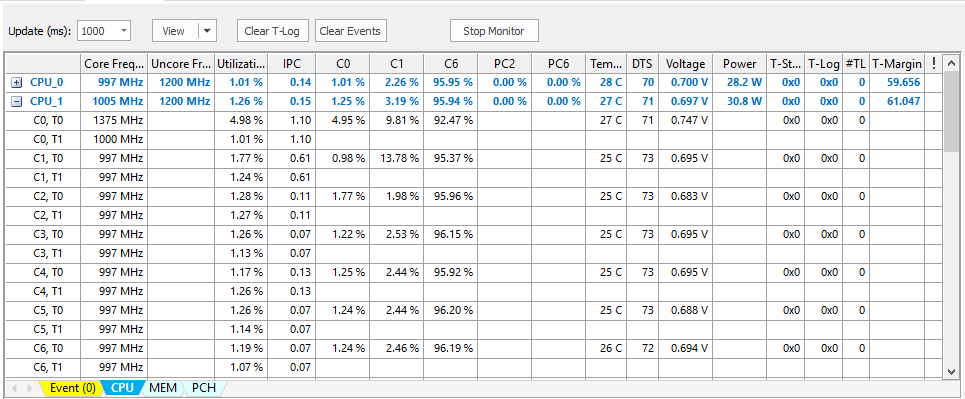 Update (ms): 1000 View Clear T-Log Clear Events Stop Monitor
Core Freq... Uncore Fr... Utilizati... IPC C0 C1 C6 PC2 PC6 Tem... DTS Voltage Power T-St... T-Log #TL T-Margin !
CPU_0 997 MHz 1200 MHz 1.01 % 0.14 1.01 % 2.26 % 95.95 % 0.00 % 0.00 % 28 C 70 0.700 V 28.2 W 0x0 0x0 0 59.656
CPU_1 1005 MHz 1200 MHz 1.26 % 0.15 1.25 % 3.19 % 95.94 % 0.00 % 0.00 % 27 C 71 0.697 V 30.8 W 0x0 0x0 0 61.047
C0, T0 1375 MHz 4.98 % 1.10 4.95 % 9.81 % 92.47 % 27 C 71 0.747 V 0x0 0x0 0
C0, T1 1000 MHz 1.01 % 1.10
C1, T0 997 MHz 1.77 % 0.61 0.98 % 13.78 % 95.37 % 25 C 73 0.695 V 0x0 0x0 0
C1, T1 997 MHz 1.24 % 0.61
C2, T0 997 MHz 1.28 % 0.11 1.77 % 1.98 % 95.96 % 25 C 73 0.683 V 0x0 0x0 0
C2, T1 997 MHz 1.27 % 0.11
C3, T0 997 MHz 1.26 % 0.07 1.22 % 2.53 % 96.15 % 25 C 73 0.695 V 0x0 0x0 0
C3, T1 997 MHz 1.13 % 0.07
C4, T0 997 MHz 1.17 % 0.13 1.25 % 2.44 % 95.92 % 25 C 73 0.695 V 0x0 0x0 0
C4, T1 997 MHz 1.26 % 0.13
C5, T0 997 MHz 1.26 % 0.07 1.24 % 2.44 % 96.20 % 25 C 73 0.688 V 0x0 0x0 0
C5, T1 997 MHz 1.14 % 0.07
C6, T0 997 MHz 1.19 % 0.07 1.24 % 2.46 % 96.19 % 26 C 72 0.694 V 0x0 0x0 0
C6, T1 997 MHz 1.07 % 0.07
Event (0) CPU MEM PCH